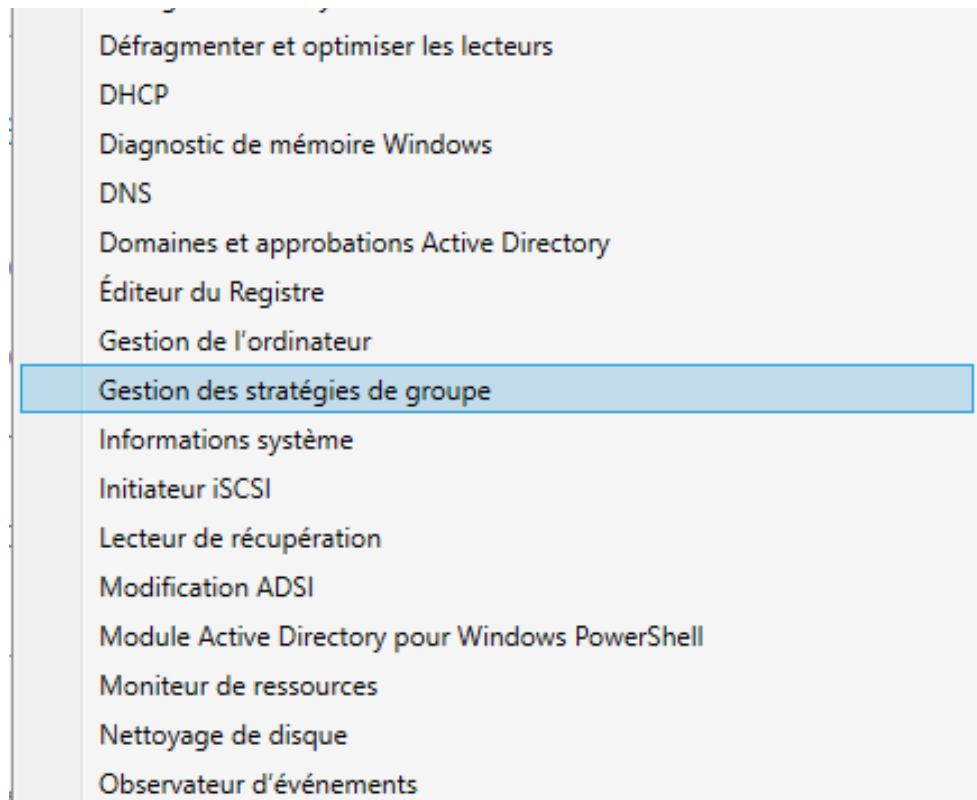 Défragmenter et optimiser les lecteurs
DHCP
Diagnostic de mémoire Windows
DNS
Domaines et approbations Active Directory
Éditeur du Registre
Gestion de l'ordinateur
Gestion des stratégies de groupe
Informations système
Initiateur iSCSI
Lecteur de récupération
Modification ADSI
Module Active Directory pour Windows PowerShell
Moniteur de ressources
Nettoyage de disque
Observateur d'événements